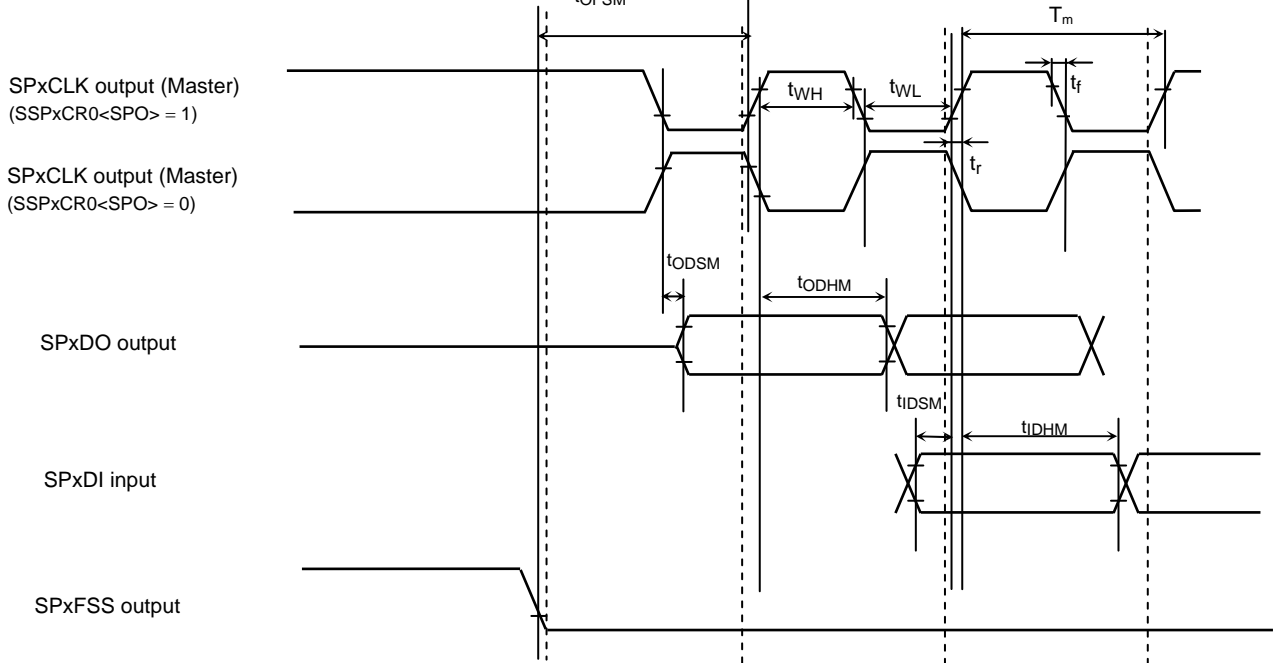 tOFSM
Tm
SPxCLK output (Master)
(SSPxCR0<SPO> = 1)
tWH
tWL
tf
SPxCLK output (Master)
(SSPxCR0<SPO> = 0)
tr
tODSM
tODHM
SPxDO output
tIDSM
tIDHM
SPxDI input
SPxFSS output